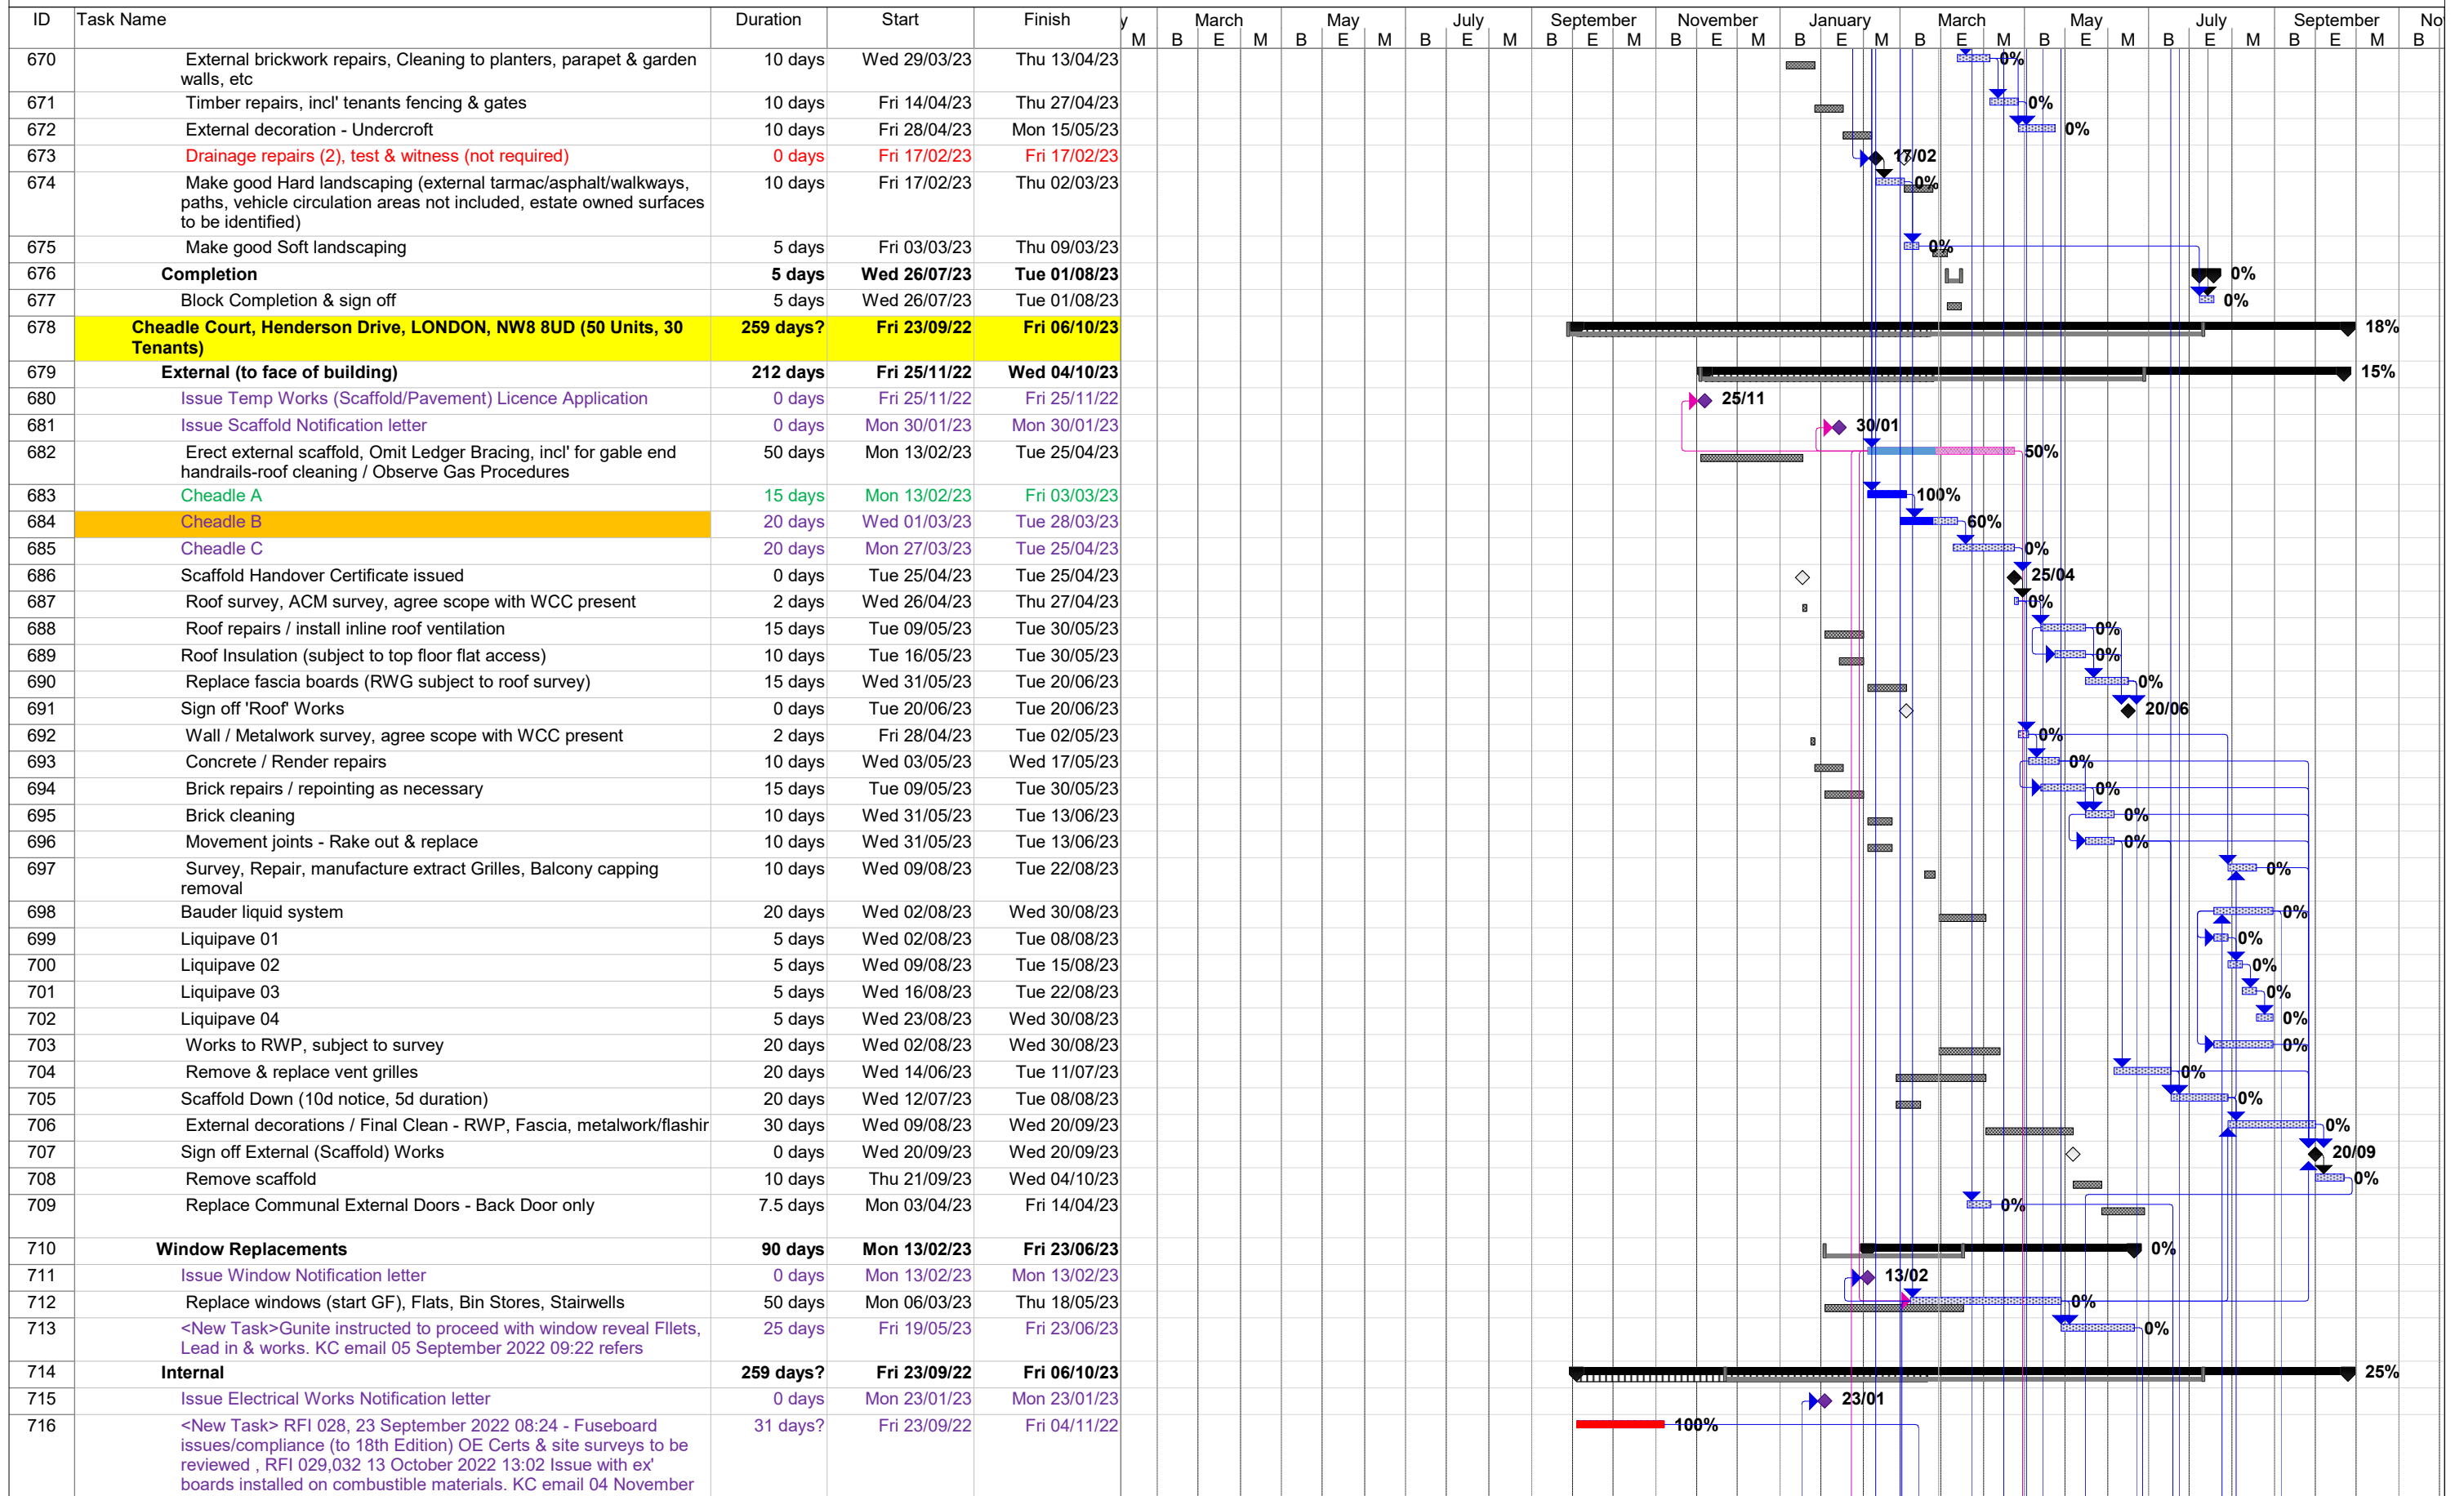 ID Task Name Duration Start Finish y March May July September November January March May July September No
M B E M B E M B E M B E M B E M B E M B E M B E M B E M B E M B
670 External brickwork repairs, Cleaning to planters, parapet & garden 10 days Wed 29/03/23 Thu 13/04/23 0%
walls, etc
671 Timber repairs, incl' tenants fencing & gates 10 days Fri 14/04/23 Thu 27/04/23 0%
672 External decoration - Undercroft 10 days Fri 28/04/23 Mon 15/05/23 0%
673 Drainage repairs (2), test & witness (not required) 0 days Fri 17/02/23 Fri 17/02/23 17/02
674 Make good Hard landscaping (external tarmac/asphalt/walkways, 10 days Fri 17/02/23 Thu 02/03/23 0%
paths, vehicle circulation areas not included, estate owned surfaces
to be identified)
675 Make good Soft landscaping 5 days Fri 03/03/23 Thu 09/03/23 0%
676 Completion 5 days Wed 26/07/23 Tue 01/08/23 0%
677 Block Completion & sign off 5 days Wed 26/07/23 Tue 01/08/23 0%
678 Cheadle Court, Henderson Drive, LONDON, NW8 8UD (50 Units, 30 259 days? Fri 23/09/22 Fri 06/10/23 18%
Tenants)
679 External (to face of building) 212 days Fri 25/11/22 Wed 04/10/23 15%
680 Issue Temp Works (Scaffold/Pavement) Licence Application 0 days Fri 25/11/22 Fri 25/11/22 25/11
681 Issue Scaffold Notification letter 0 days Mon 30/01/23 Mon 30/01/23 30/01
682 Erect external scaffold, Omit Ledger Bracing, incl' for gable end 50 days Mon 13/02/23 Tue 25/04/23 50%
handrails-roof cleaning / Observe Gas Procedures
683 Cheadle A 15 days Mon 13/02/23 Fri 03/03/23 100%
684 Cheadle B 20 days Wed 01/03/23 Tue 28/03/23 60%
685 Cheadle C 20 days Mon 27/03/23 Tue 25/04/23 0%
686 Scaffold Handover Certificate issued 0 days Tue 25/04/23 Tue 25/04/23 25/04
687 Roof survey, ACM survey, agree scope with WCC present 2 days Wed 26/04/23 Thu 27/04/23 0%
688 Roof repairs / install inline roof ventilation 15 days Tue 09/05/23 Tue 30/05/23 0%
689 Roof Insulation (subject to top floor flat access) 10 days Tue 16/05/23 Tue 30/05/23 0%
690 Replace fascia boards (RWG subject to roof survey) 15 days Wed 31/05/23 Tue 20/06/23 0%
691 Sign off 'Roof' Works 0 days Tue 20/06/23 Tue 20/06/23 20/06
692 Wall / Metalwork survey, agree scope with WCC present 2 days Fri 28/04/23 Tue 02/05/23 0%
693 Concrete / Render repairs 10 days Wed 03/05/23 Wed 17/05/23 0%
694 Brick repairs / repointing as necessary 15 days Tue 09/05/23 Tue 30/05/23 0%
695 Brick cleaning 10 days Wed 31/05/23 Tue 13/06/23 0%
696 Movement joints - Rake out & replace 10 days Wed 31/05/23 Tue 13/06/23 0%
697 Survey, Repair, manufacture extract Grilles, Balcony capping 10 days Wed 09/08/23 Tue 22/08/23 0%
removal
698 Bauder liquid system 20 days Wed 02/08/23 Wed 30/08/23 0%
699 Liquipave 01 5 days Wed 02/08/23 Tue 08/08/23 0%
700 Liquipave 02 5 days Wed 09/08/23 Tue 15/08/23 0%
701 Liquipave 03 5 days Wed 16/08/23 Tue 22/08/23 0%
702 Liquipave 04 5 days Wed 23/08/23 Wed 30/08/23 0%
703 Works to RWP, subject to survey 20 days Wed 02/08/23 Wed 30/08/23 0%
704 Remove & replace vent grilles 20 days Wed 14/06/23 Tue 11/07/23 0%
705 Scaffold Down (10d notice, 5d duration) 20 days Wed 12/07/23 Tue 08/08/23 0%
706 External decorations / Final Clean - RWP, Fascia, metalwork/flashir 30 days Wed 09/08/23 Wed 20/09/23 0%
707 Sign off External (Scaffold) Works 0 days Wed 20/09/23 Wed 20/09/23 20/09
708 Remove scaffold 10 days Thu 21/09/23 Wed 04/10/23 0%
709 Replace Communal External Doors - Back Door only 7.5 days Mon 03/04/23 Fri 14/04/23 0%
710 Window Replacements 90 days Mon 13/02/23 Fri 23/06/23 0%
711 Issue Window Notification letter 0 days Mon 13/02/23 Mon 13/02/23 13/02
712 Replace windows (start GF), Flats, Bin Stores, Stairwells 50 days Mon 06/03/23 Thu 18/05/23 0%
713 <New Task>Gunite instructed to proceed with window reveal Fllets, 25 days Fri 19/05/23 Fri 23/06/23 0%
Lead in & works. KC email 05 September 2022 09:22 refers
714 Internal 259 days? Fri 23/09/22 Fri 06/10/23 25%
715 Issue Electrical Works Notification letter 0 days Mon 23/01/23 Mon 23/01/23 23/01
716 <New Task> RFI 028, 23 September 2022 08:24 - Fuseboard 31 days? Fri 23/09/22 Fri 04/11/22 100%
issues/compliance (to 18th Edition) OE Certs & site surveys to be
reviewed , RFI 029,032 13 October 2022 13:02 Issue with ex'
boards installed on combustible materials. KC email 04 November